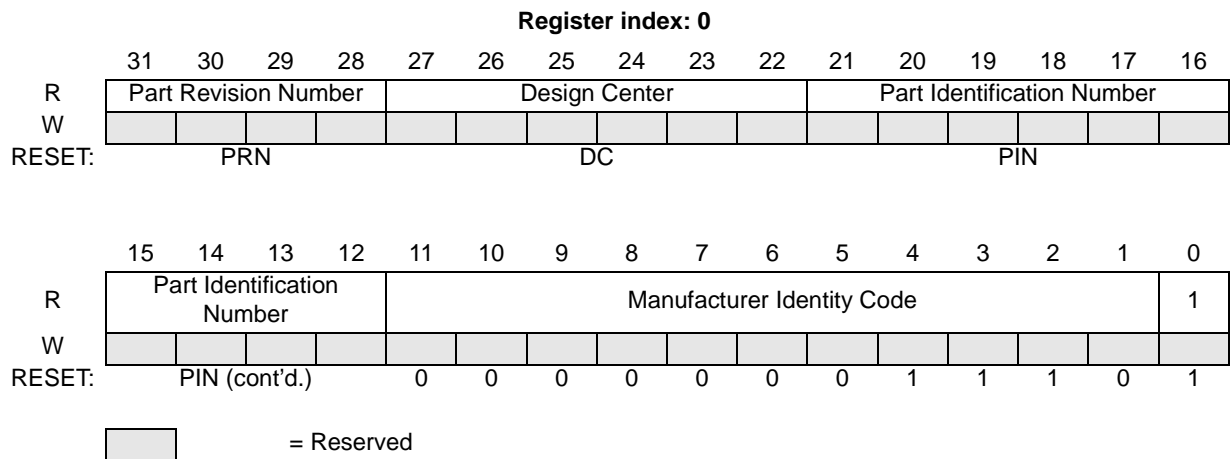 Register index: 0
31 30 29 28 27 26 25 24 23 22 21 20 19 18 17 16
R Part Revision Number Design Center Part Identification Number
W
RESET: PRN DC PIN
15 14 13 12 11 10 9 8 7 6 5 4 3 2 1 0
R Part Identification Number Manufacturer Identity Code 1
W
RESET: PIN (cont’d.) 0 0 0 0 0 0 0 1 1 1 0 1
= Reserved